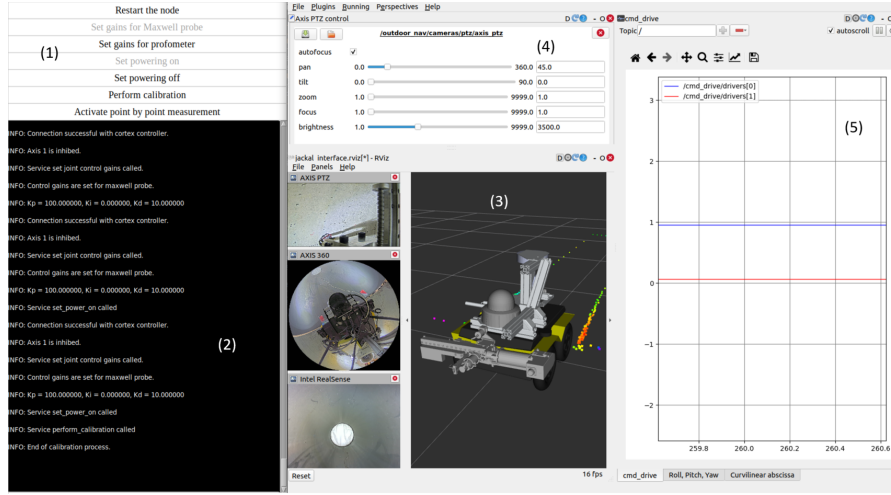 Restart the node
Set gains for Maxwell probe
(1)
Set gains for profometer
Set powering on
Set powering off
Perform calibration
Activate point by point measurement
INFO: Connection successful with cortex controller.
INFO: Axis 1 is inhibed.
INFO: Service set joint control gains called.
INFO: Control gains are set for maxwell probe.
INFO: Kp = 100.000000, Ki = 0.000000, Kd = 10.000000
INFO: Connection successful with cortex controller.
INFO: Axis 1 is inhibed.
INFO: Service set joint control gains called.
INFO: Control gains are set for maxwell probe.
INFO: Kp = 100.000000, Ki = 0.000000, Kd = 10.000000
INFO: Service set_power_on called
INFO: Connection successful with cortex controller.
INFO: Axis 1 is inhibed.
(2)
INFO: Service set joint control gains called.
INFO: Control gains are set for maxwell probe.
INFO: Kp = 100.000000, Ki = 0.000000, Kd = 10.000000
INFO: Service set_power_on called
INFO: Service perform_calibration called
INFO: End of calibration process.
File Plugins Running Perspectives Help
Axis PTZ control
D
- O
/outdoor_nav/cameras/ptz/axis_ptz
(4)
autofocus
pan 0.0 360.0 45.0
tilt 0.0 90.0 0.0
zoom 1.0 9999.0 1.0
focus 1.0 9999.0 1.0
brightness 1.0 9999.0 3500.0
jackal_interface.rviz[*] - RViz
D
- O
File Panels Help
AXIS PTZ
(3)
AXIS 360
Intel RealSense
Reset
16 fps
cmd_drive
D
- O
Topic /
autoscroll
/cmd_drive/drivers[0]
/cmd_drive/drivers[1]
(5)
3
2
1
0
−1
−2
259.8 260.0 260.2 260.4 260.6
cmd_drive Roll, Pitch, Yaw Curvilinear abscissa